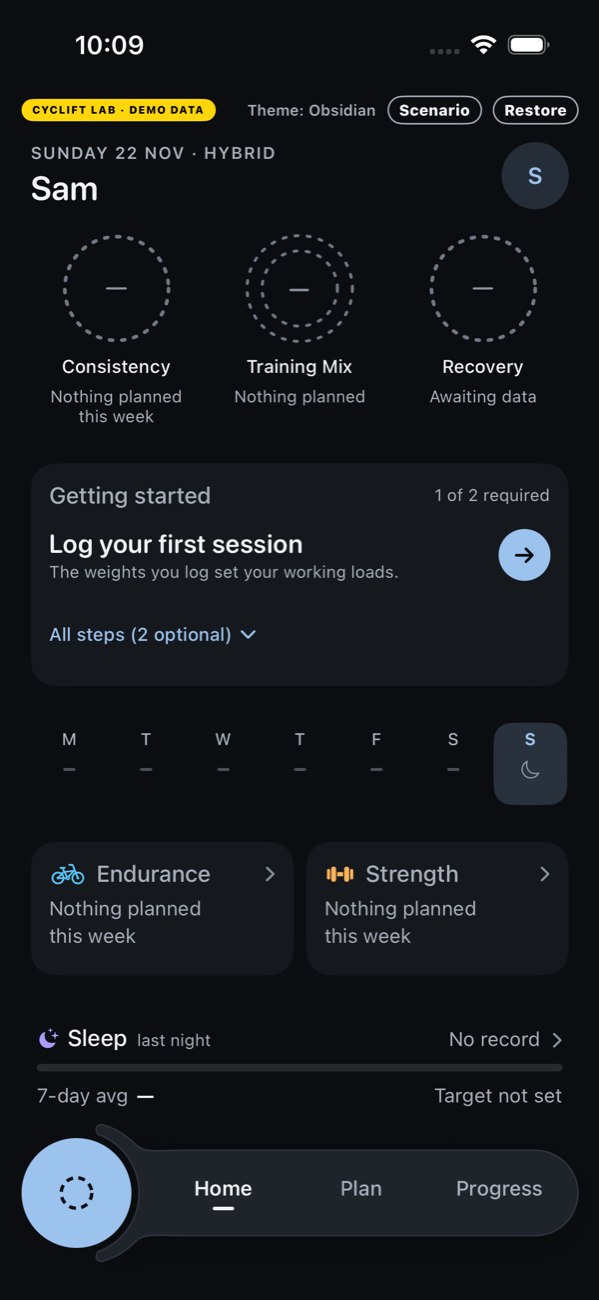 10:09
CYCLIFT LAB · DEMO DATA
Theme: Obsidian
Scenario
Restore
SUNDAY 22 NOV · HYBRID
Sam
S
—
—
—
Consistency
Training Mix
Recovery
Nothing planned
this week
Nothing planned
Awaiting data
Getting started
1 of 2 required
Log your first session
The weights you log set your working loads.
All steps (2 optional)
M T W T F S S
– – – – – –
Endurance
Nothing planned
this week
Strength
Nothing planned
this week
Sleep last night
No record
7-day avg —
Target not set
Home
Plan
Progress